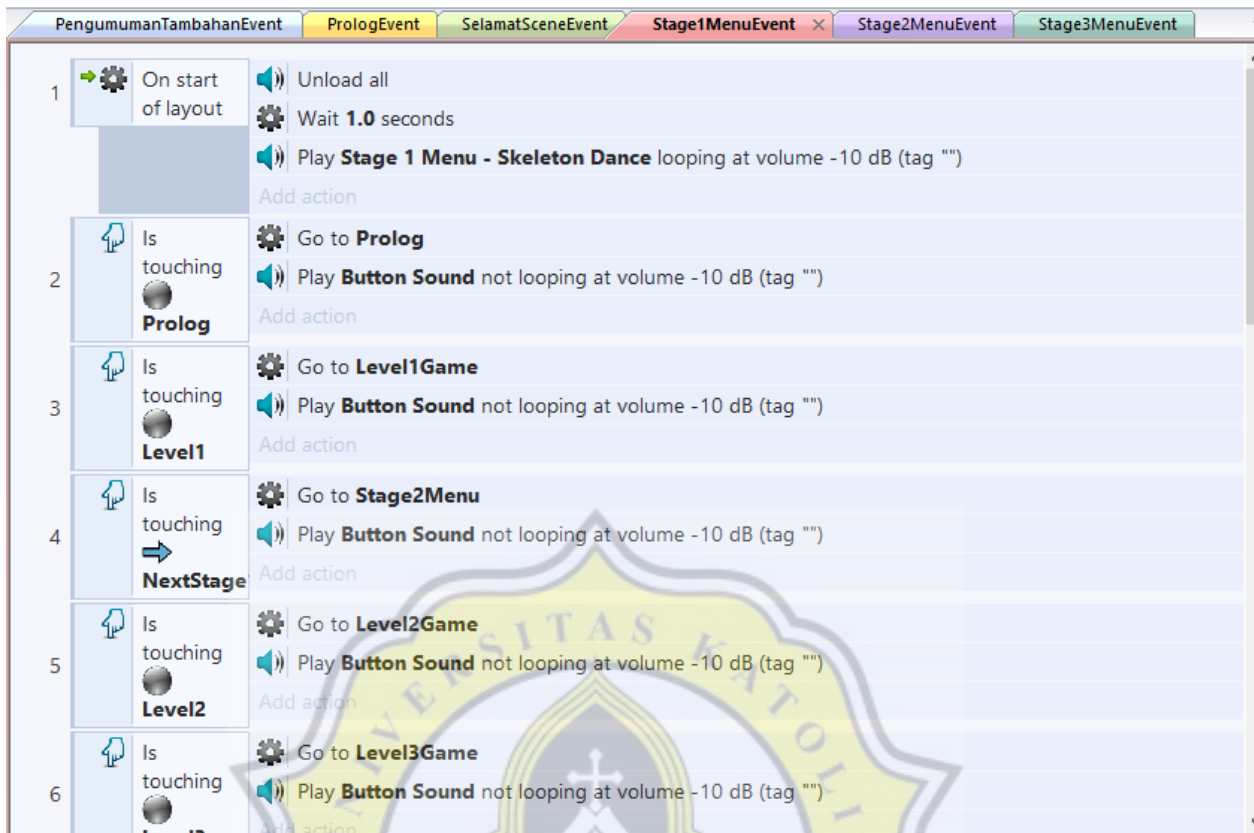 PengumumanTambahanEvent
PrologEvent
SelamatSceneEvent
Stage1MenuEvent
Stage2MenuEvent
Stage3MenuEvent
1
On start
of layout
Unload all
Wait 1.0 seconds
Play Stage 1 Menu - Skeleton Dance looping at volume -10 dB (tag "")
Add action
2
Is
touching
Prolog
Go to Prolog
Play Button Sound not looping at volume -10 dB (tag "")
Add action
3
Is
touching
Level1
Go to Level1Game
Play Button Sound not looping at volume -10 dB (tag "")
Add action
4
Is
touching
NextStage
Go to Stage2Menu
Play Button Sound not looping at volume -10 dB (tag "")
Add action
5
Is
touching
Level2
Go to Level2Game
Play Button Sound not looping at volume -10 dB (tag "")
Add action
6
Is
touching
Go to Level3Game
Play Button Sound not looping at volume -10 dB (tag "")
Add action